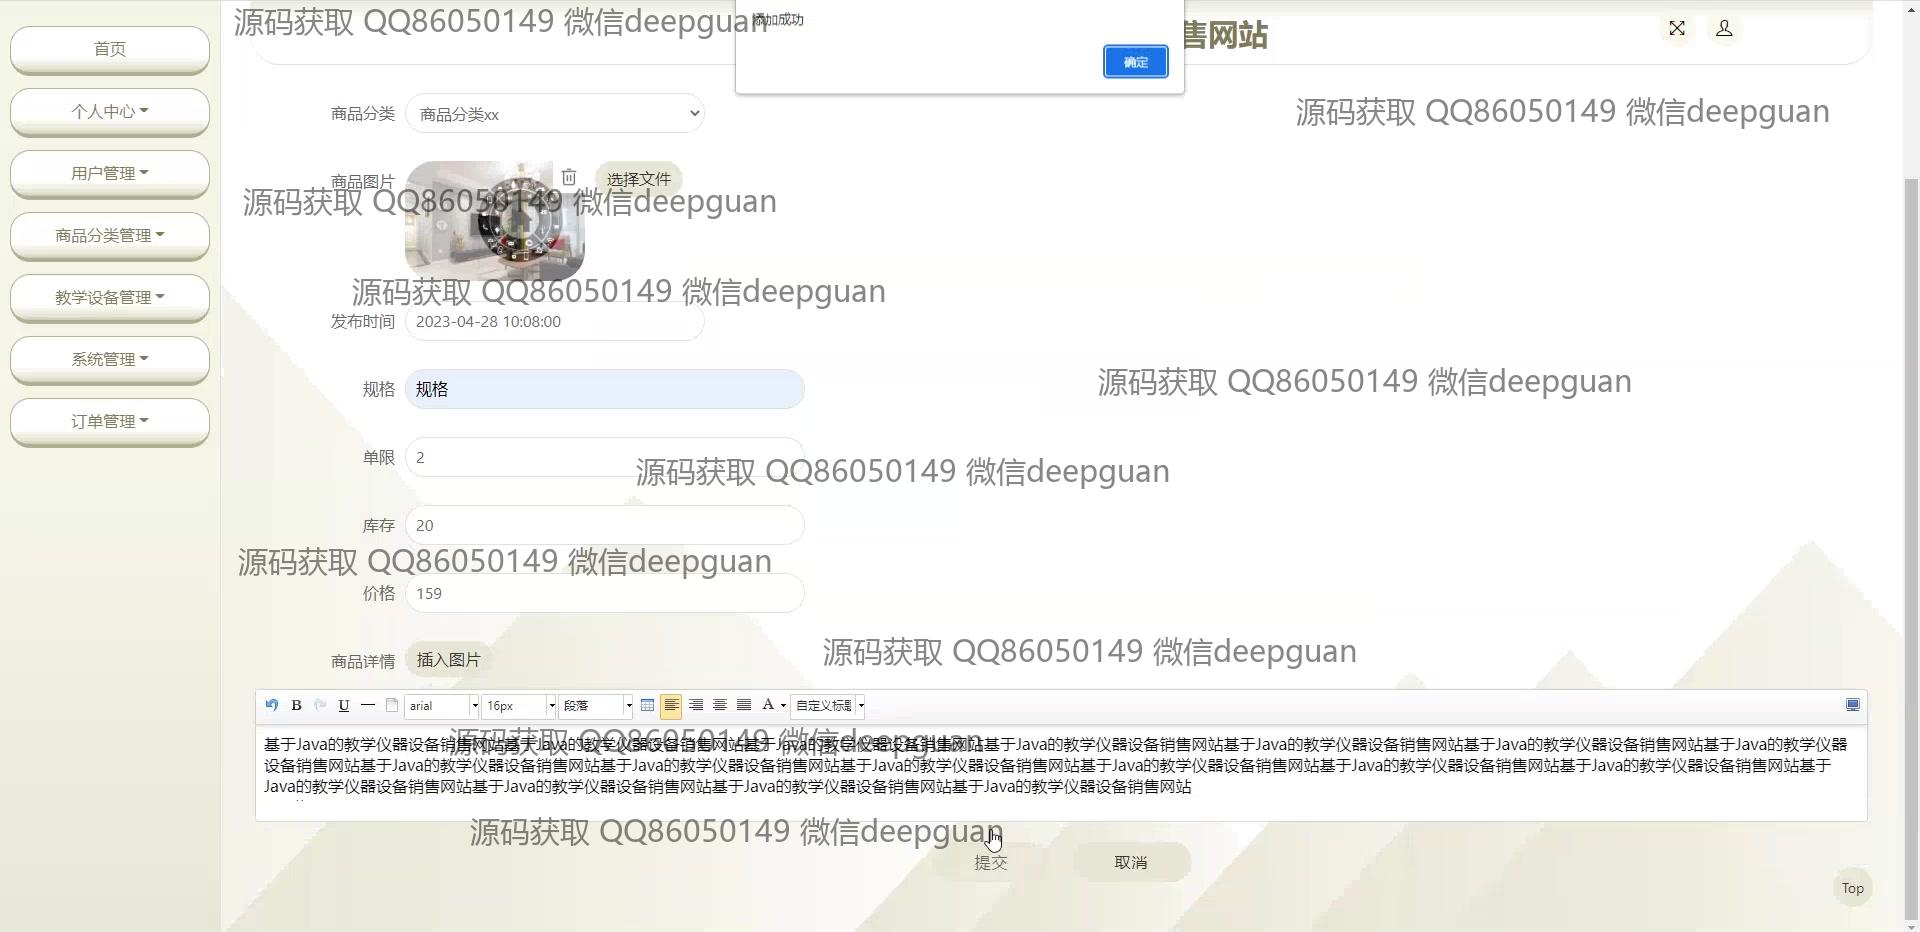 源码获取 QQ86050149 微信deepguan
添加成功
售网站
首页
确定
个人中心
商品分类
商品分类xx
源码获取 QQ86050149 微信deepguan
用户管理
商品图片
选择文件
源码获取 QQ86050149 微信deepguan
商品分类管理
教学设备管理
源码获取 QQ86050149 微信deepguan
发布时间
2023-04-28 10:08:00
系统管理
规格
规格
源码获取 QQ86050149 微信deepguan
订单管理
单限
2
源码获取 QQ86050149 微信deepguan
库存
20
源码获取 QQ86050149 微信deepguan
价格
159
源码获取 QQ86050149 微信deepguan
商品详情
插入图片
B
U
arial
16px
段落
A
自定义标题
源码获取 QQ86050149 微信deepguan
基于Java的教学仪器设备销售网站基于Java的教学仪器设备销售网站基于Java的教学仪器设备销售网站基于Java的教学仪器设备销售网站基于Java的教学仪器设备销售网站基于Java的教学仪器设备销售网站基于Java的教学仪器
设备销售网站基于Java的教学仪器设备销售网站基于Java的教学仪器设备销售网站基于Java的教学仪器设备销售网站基于Java的教学仪器设备销售网站基于Java的教学仪器设备销售网站基于Java的教学仪器设备销售网站基于
Java的教学仪器设备销售网站基于Java的教学仪器设备销售网站基于Java的教学仪器设备销售网站基于Java的教学仪器设备销售网站
源码获取 QQ86050149 微信deepguan
提交
取消
Top